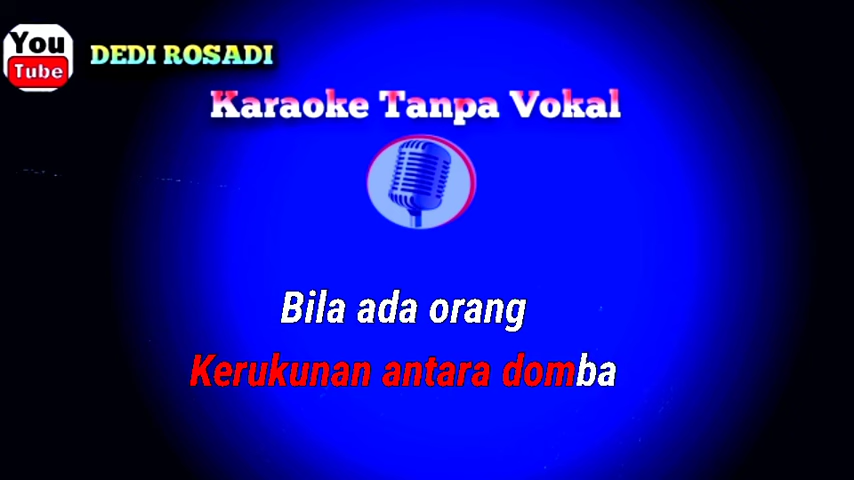 You
Tube
DEDI ROSADI
Karaoke Tanpa Vokal
Bila ada orang
Kerukunan antara domba